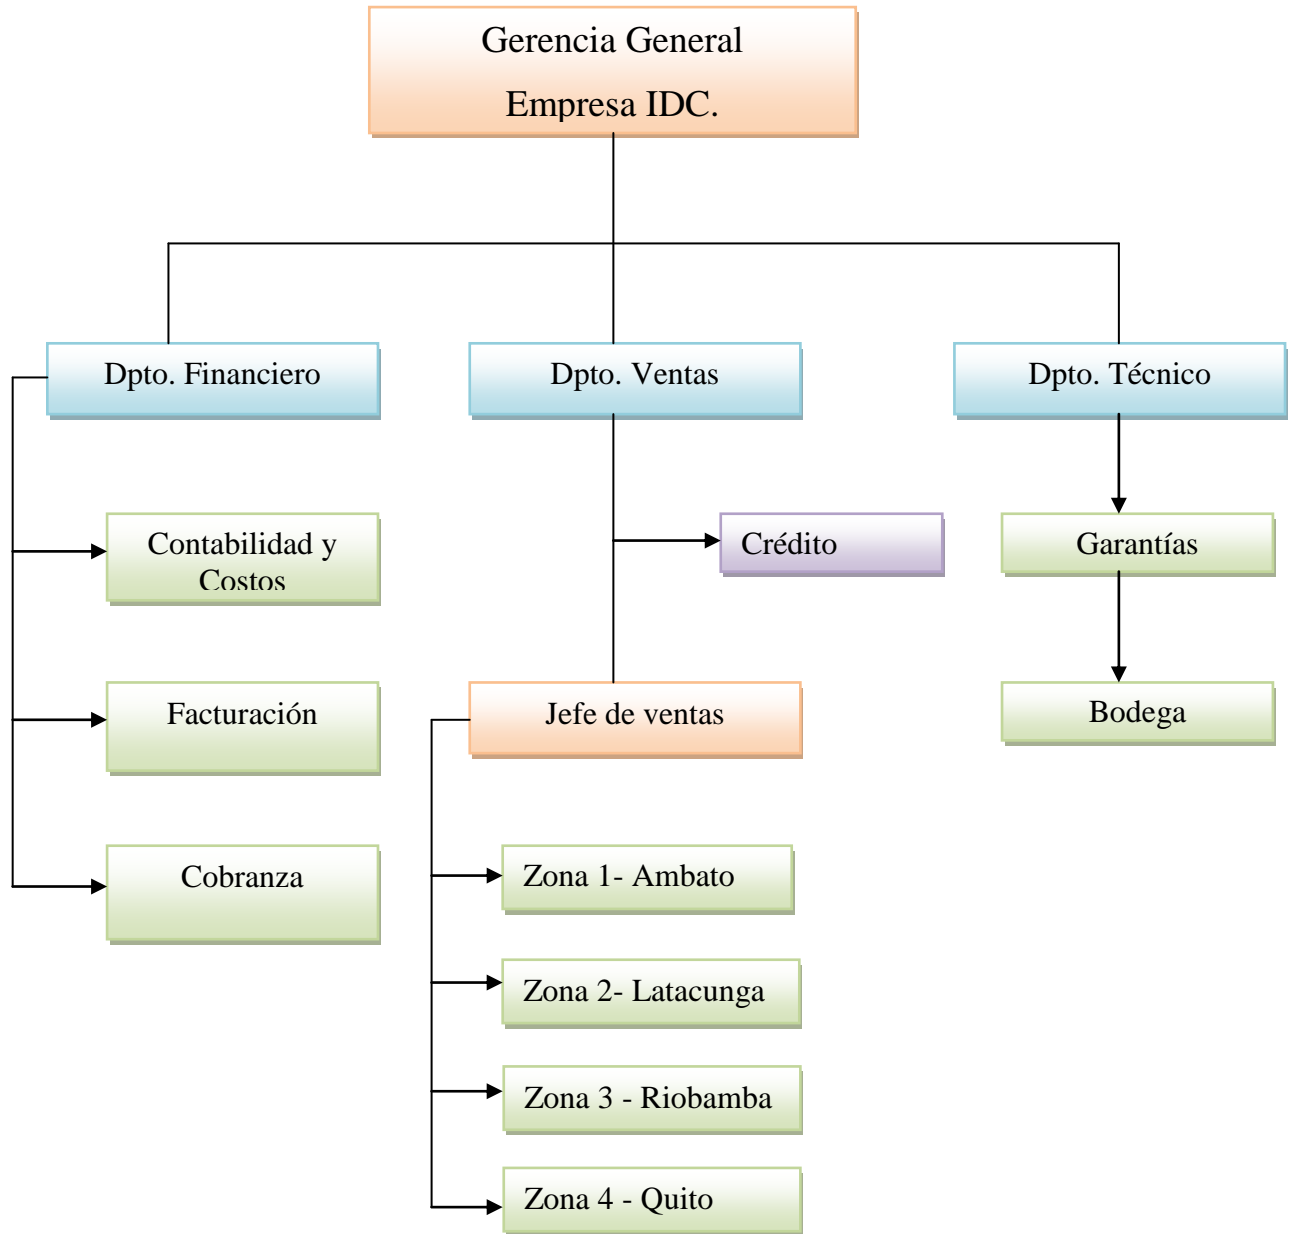 Gerencia General
Empresa IDC.
Dpto. Financiero
Dpto. Ventas
Dpto. Técnico
Contabilidad y
Costos
Crédito
Garantías
Facturación
Jefe de ventas
Bodega
Cobranza
Zona 1- Ambato
Zona 2- Latacunga
Zona 3 - Riobamba
Zona 4 - Quito